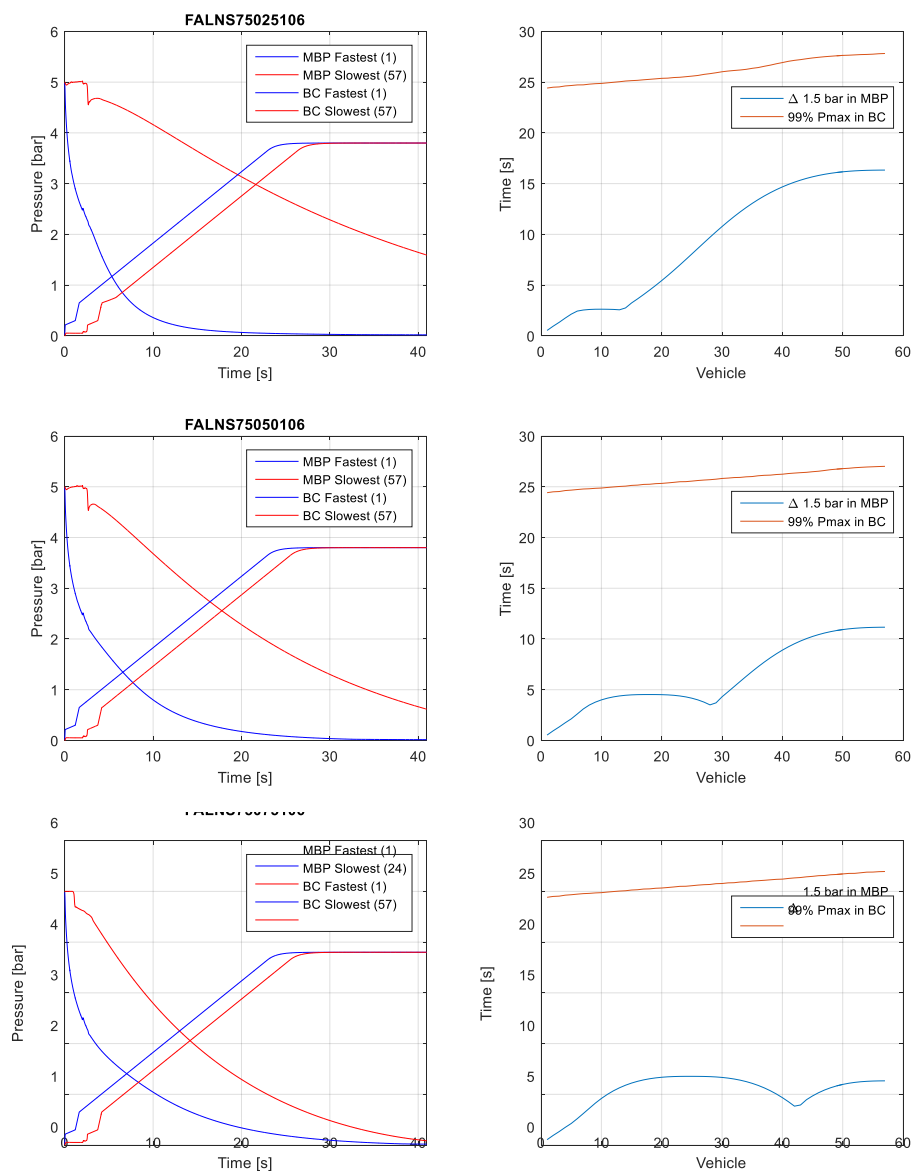 FALNS75025106
6
5
4
3
2
1
0
Pressure [bar]
MBP Fastest (1)
MBP Slowest (57)
BC Fastest (1)
BC Slowest (57)
0 10 20 30 40
Time [s]
30
25
20
15
10
5
0
Time [s]
Δ 1.5 bar in MBP
99% Pmax in BC
0 10 20 30 40 50 60
Vehicle
FALNS75050106
6
5
4
3
2
1
0
Pressure [bar]
MBP Fastest (1)
MBP Slowest (57)
BC Fastest (1)
BC Slowest (57)
0 10 20 30 40
Time [s]
30
25
20
15
10
5
0
Time [s]
Δ 1.5 bar in MBP
99% Pmax in BC
0 10 20 30 40 50 60
Vehicle
6
5
4
3
2
1
0
Pressure [bar]
MBP Fastest (1)
MBP Slowest (24)
BC Fastest (1)
BC Slowest (57)
0 10 20 30 40
Time [s]
30
25
20
15
10
5
0
Time [s]
Δ 1.5 bar in MBP
99% Pmax in BC
0 10 20 30 40 50 60
Vehicle